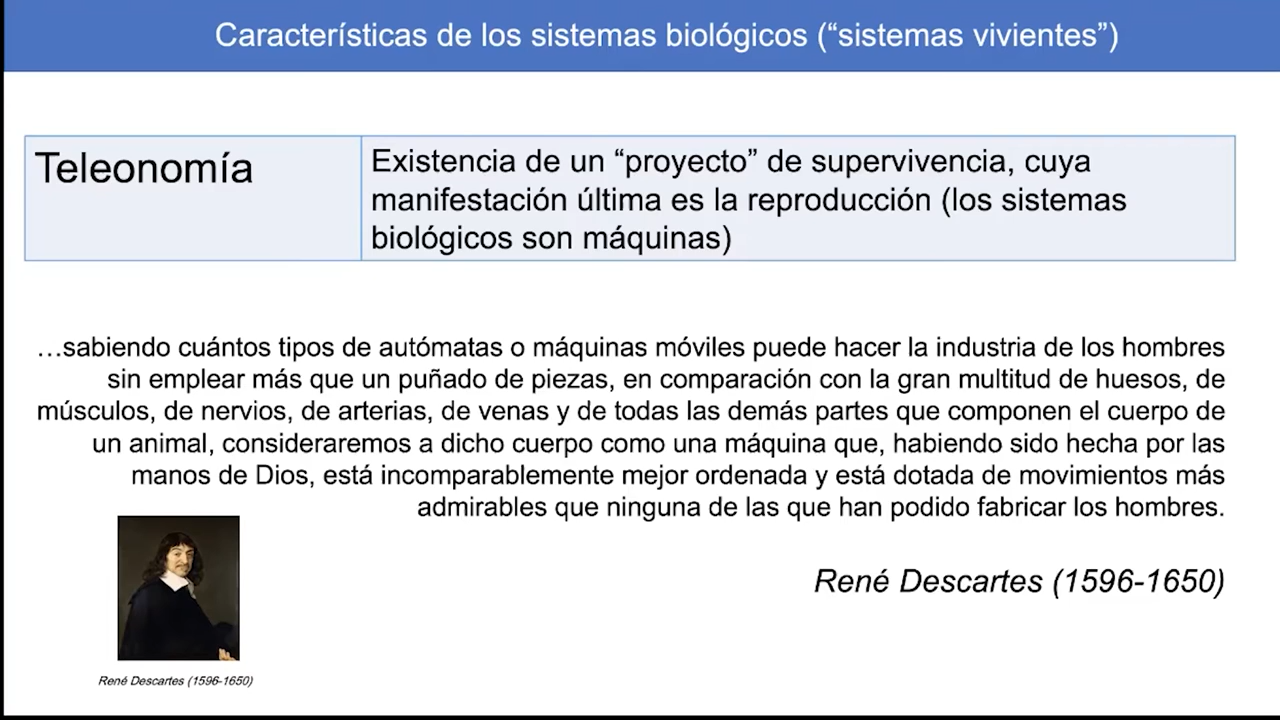 Características de los sistemas biológicos (“sistemas vivientes”)
Teleonomía
Existencia de un “proyecto” de supervivencia, cuya
manifestación última es la reproducción (los sistemas
biológicos son máquinas)
…sabiendo cuántos tipos de autómatas o máquinas móviles puede hacer la industria de los hombres
sin emplear más que un puñado de piezas, en comparación con la gran multitud de huesos, de
músculos, de nervios, de arterias, de venas y de todas las demás partes que componen el cuerpo de
un animal, consideraremos a dicho cuerpo como una máquina que, habiendo sido hecha por las
manos de Dios, está incomparablemente mejor ordenada y está dotada de movimientos más
admirables que ninguna de las que han podido fabricar los hombres.
René Descartes (1596-1650)
René Descartes (1596-1650)